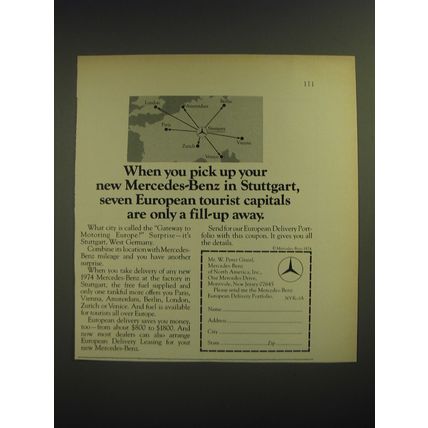 111
London
Amsterdam
Berlin
Paris
Stuttgart
Zurich
Vienna
Venice
When you pick up your
new Mercedes-Benz in Stuttgart,
seven European tourist capitals
are only a fill-up away.
What city is called the "Gateway to
Motoring Europe?" Surprise—it's
Stuttgart, West Germany.
Combine its location with Mercedes-
Benz mileage and you have another
surprise.
When you take delivery of any new
1974 Mercedes-Benz at the factory in
Stuttgart, the free fuel supplied and
only one tankful more offers you Paris,
Vienna, Amsterdam, Berlin, London,
Zurich or Venice. And fuel is available
for tourists all over Europe.
European delivery saves you money,
too—from about $800 to $1800. And
now most dealers can also arrange
European Delivery Leasing for your
new Mercedes-Benz.
Send for our European Delivery Port-
folio with this coupon. It gives you all
the details.
© Mercedes-Benz 1974
Mr. W. Peter Grassl,
Mercedes-Benz
of North America, Inc.,
One Mercedes Drive,
Montvale, New Jersey 07645
Please send me the Mercedes-Benz
European Delivery Portfolio.
Name
Address
City
State Zip